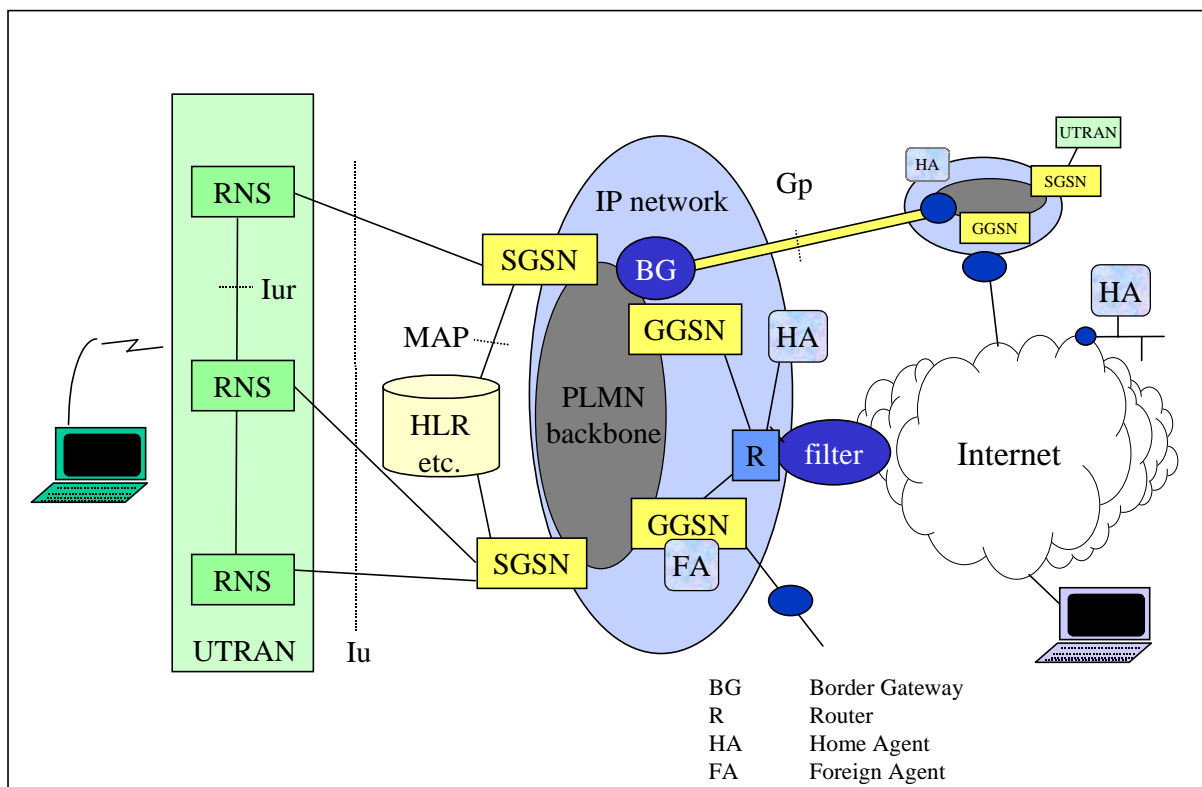 UTRAN
HA
SGSN
GGSN
Gp
IP network
RNS
SGSN
BG
HA
Iur
MAP
GGSN
HA
RNS
PLMN
backbone
HLR
etc.
R
filter
Internet
GGSN
FA
RNS
SGSN
UTRAN
Iu
BG Border Gateway
R Router
HA Home Agent
FA Foreign Agent